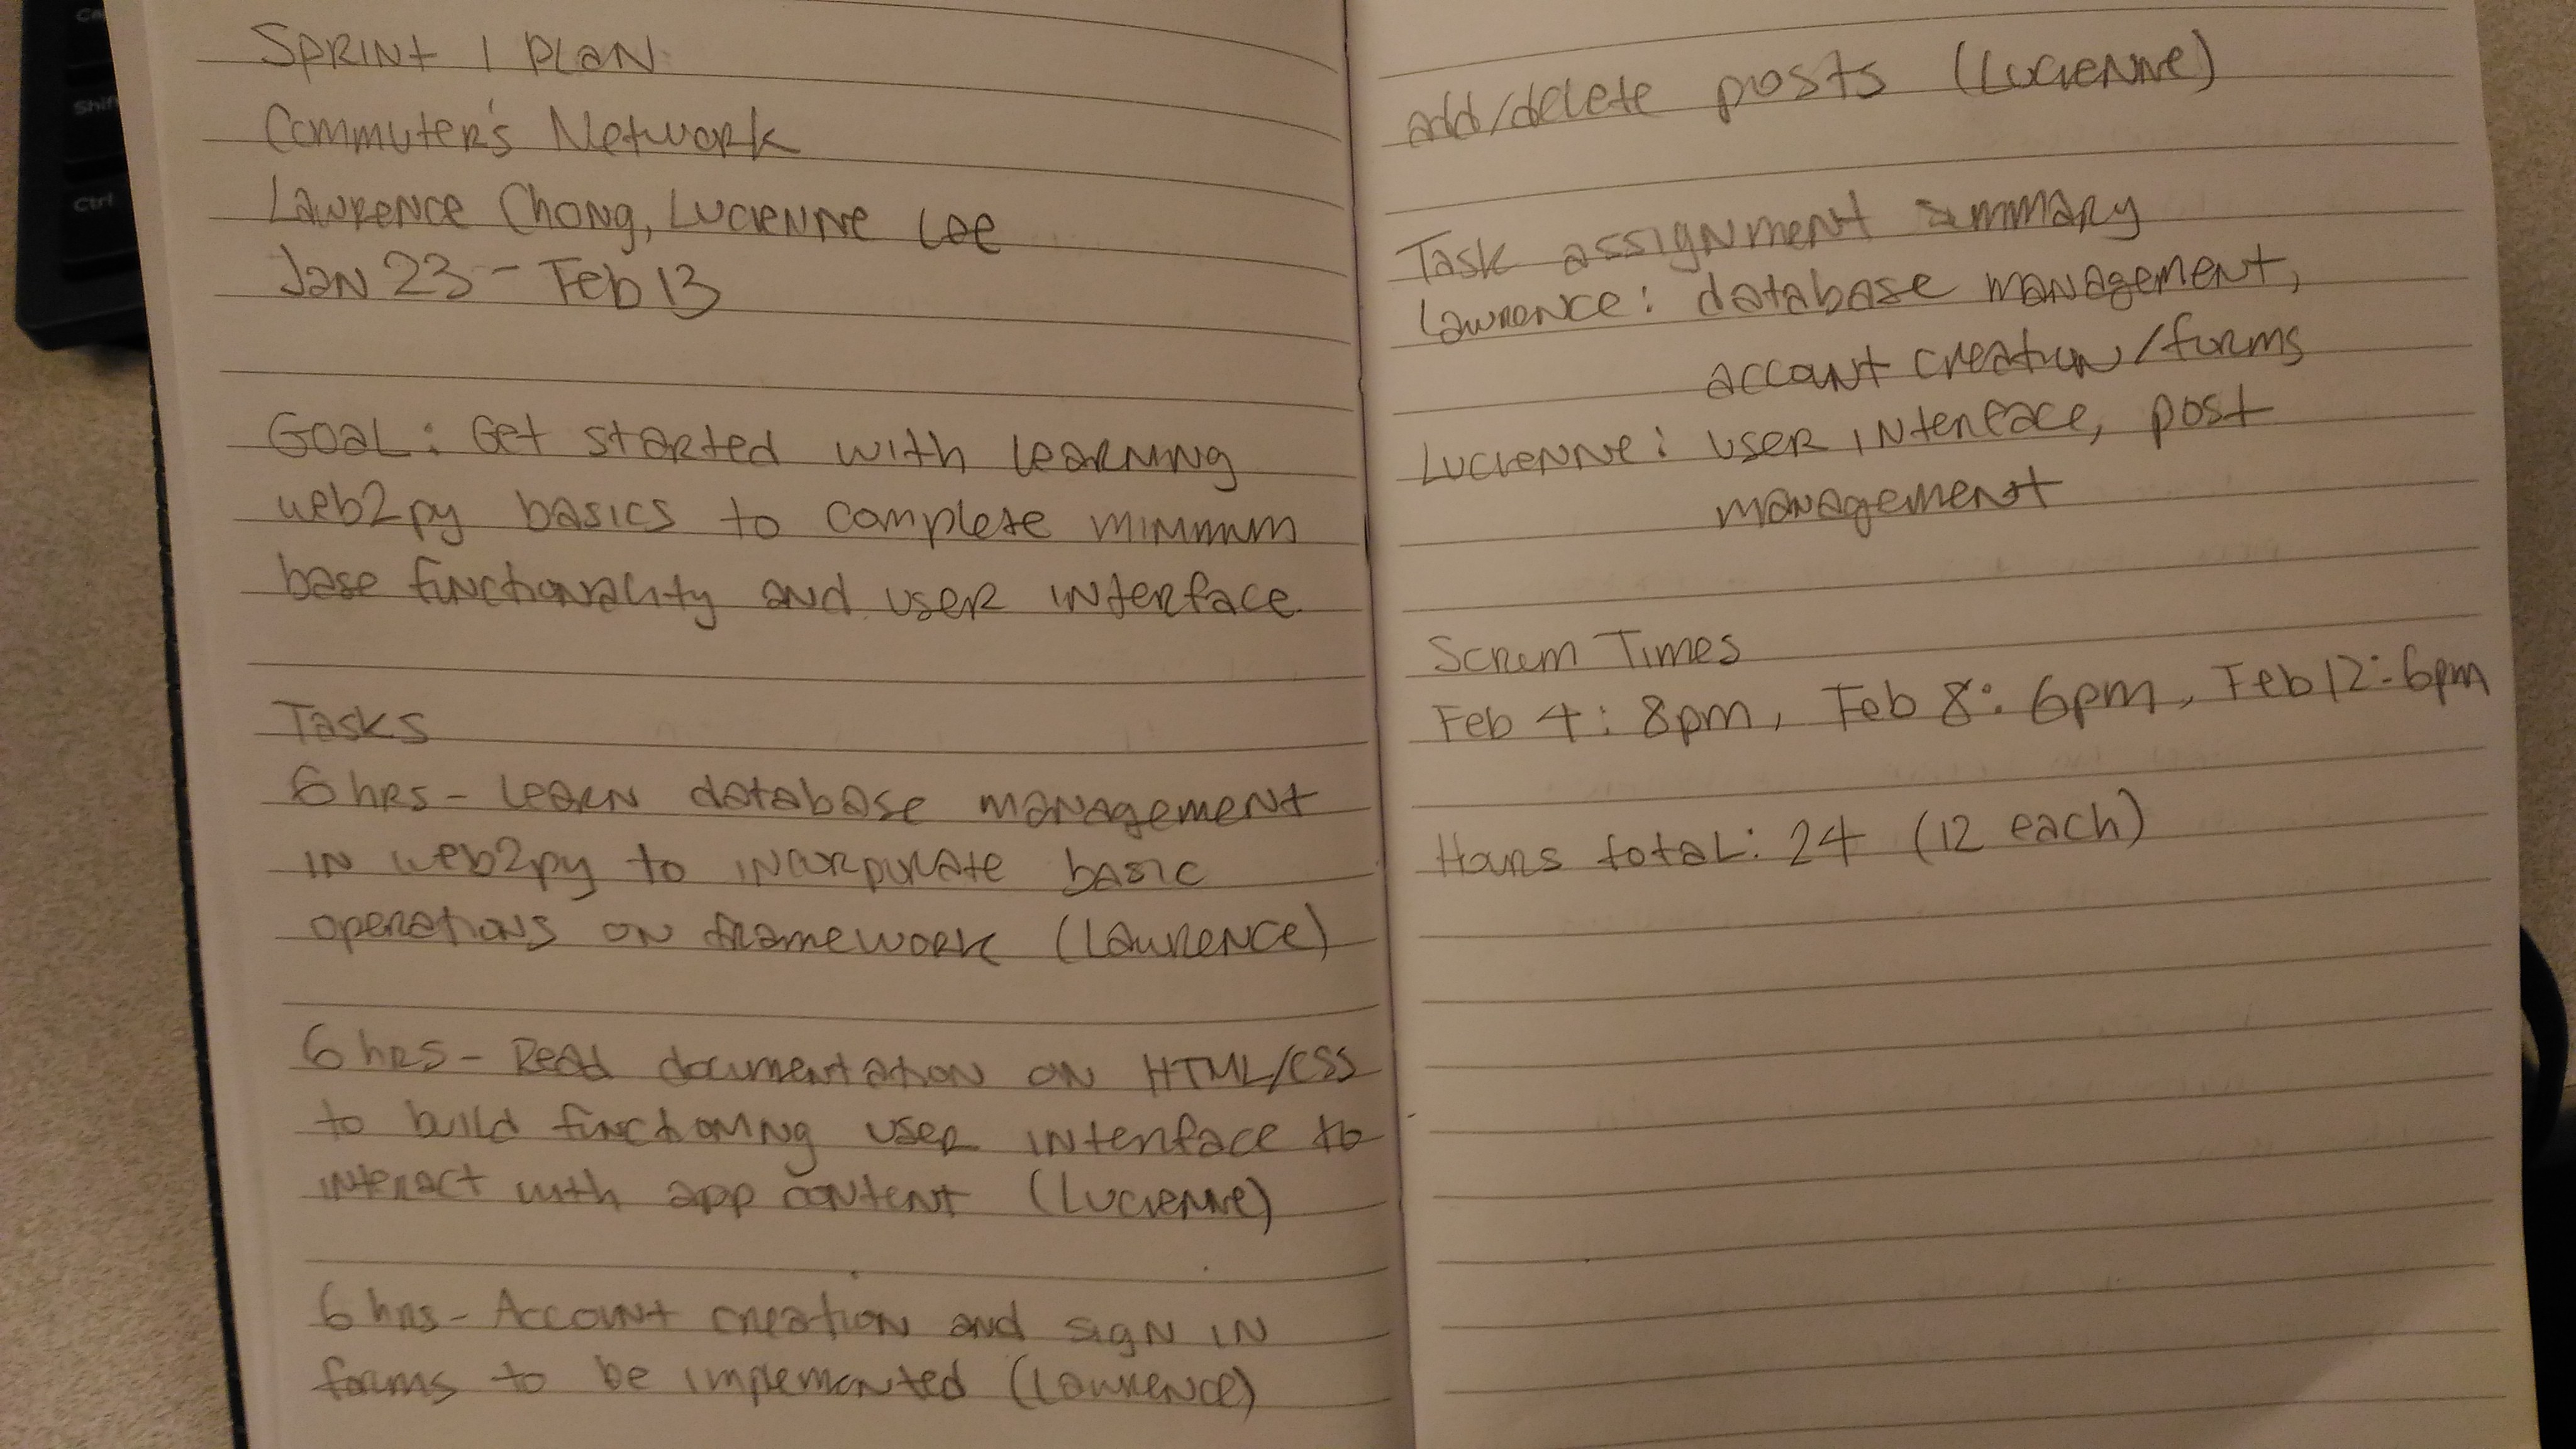 Sprint 1 Plan
Commuter's Network
Lawrence Chong, Lucienne Lee
Jan 23 - Feb 13
Goal: Get started with learning
web2py basics to complete minimum
base functionality and user interface
Tasks
6 hrs - Learn database management
in web2py to incorporate basic
operations on framework (Lawrence)
6 hrs - Read documentation on HTML/CSS
to build functioning user interface to
interact with app content (Lucienne)
6 hrs - Account creation and sign in
forms to be implemented (Lawrence)
add/delete posts (Lucienne)
Task assignment summary
Lawrence: database management,
account creation/forms
Lucienne: user interface, post
management
Scrum Times
Feb 4: 8pm, Feb 8: 6pm, Feb 12: 6pm
Hours total: 24 (12 each)
Shift
Ctrl